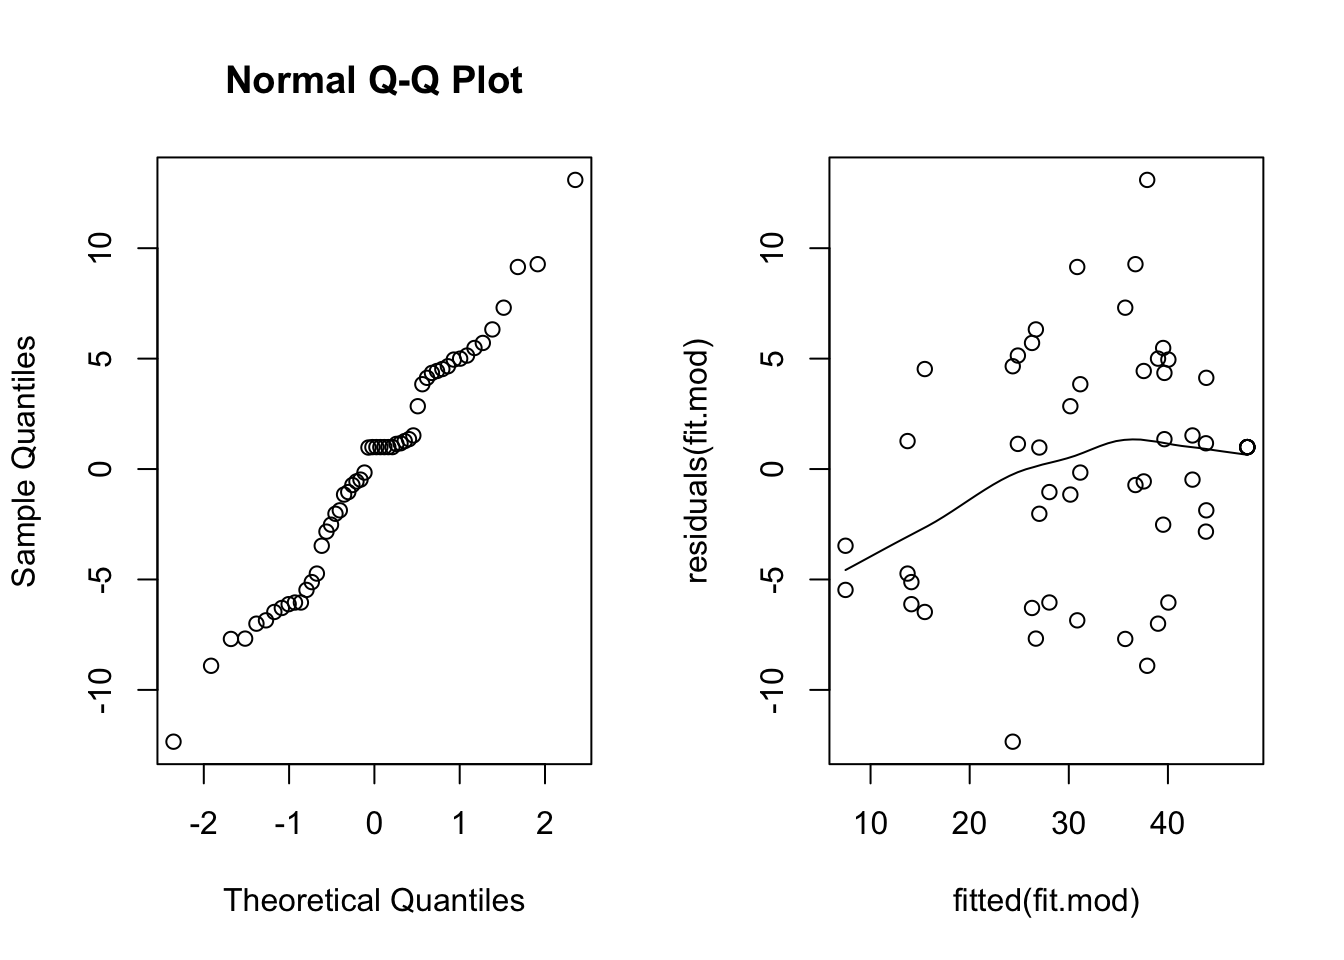 Normal Q-Q Plot
Sample Quantiles
10
5
0
-5
-10
-2 -1 0 1 2
Theoretical Quantiles
residuals(fit.mod)
10
5
0
-5
-10
10 20 30 40
fitted(fit.mod)